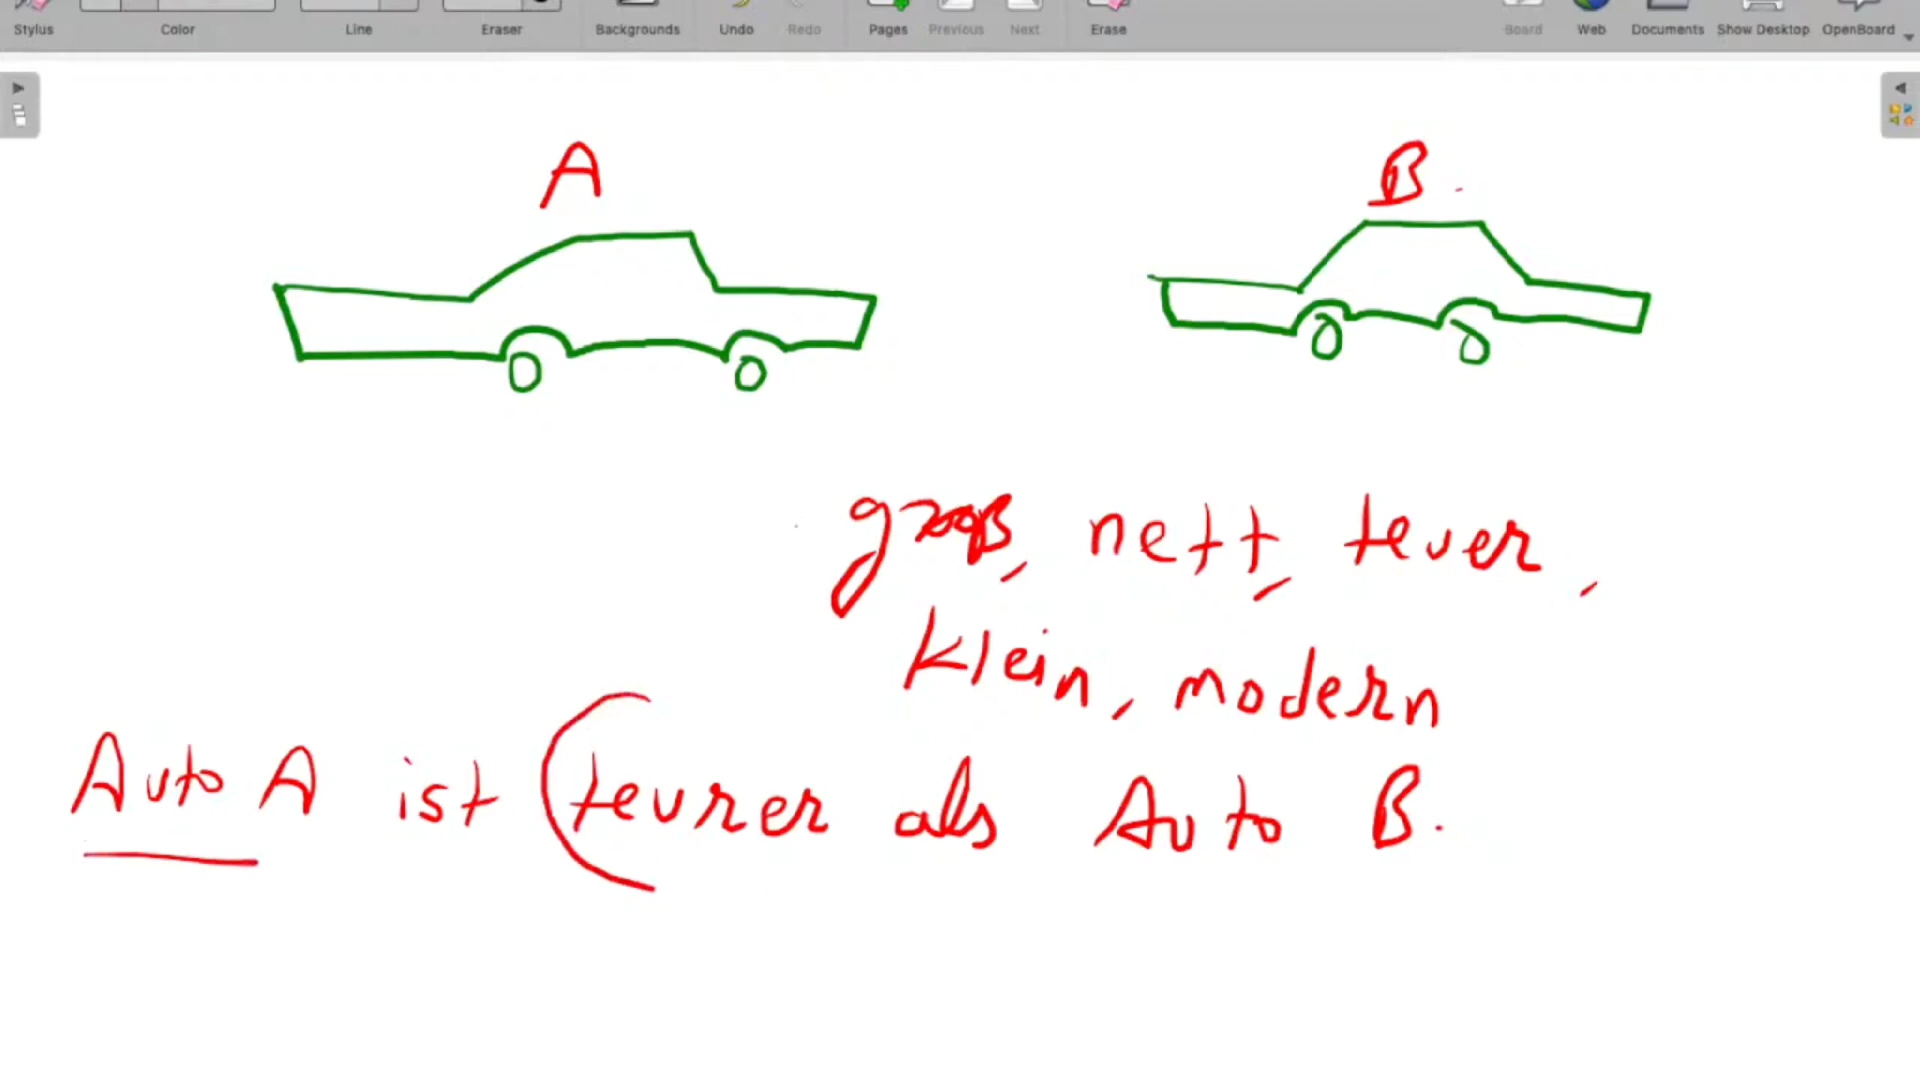 Stylus Color Line Eraser Backgrounds Undo Redo Pages Previous Next Erase Board Web Documents Show Desktop OpenBoard
A B.
groß, nett, teuer,
klein, modern
Auto A ist (teurer als Auto B.